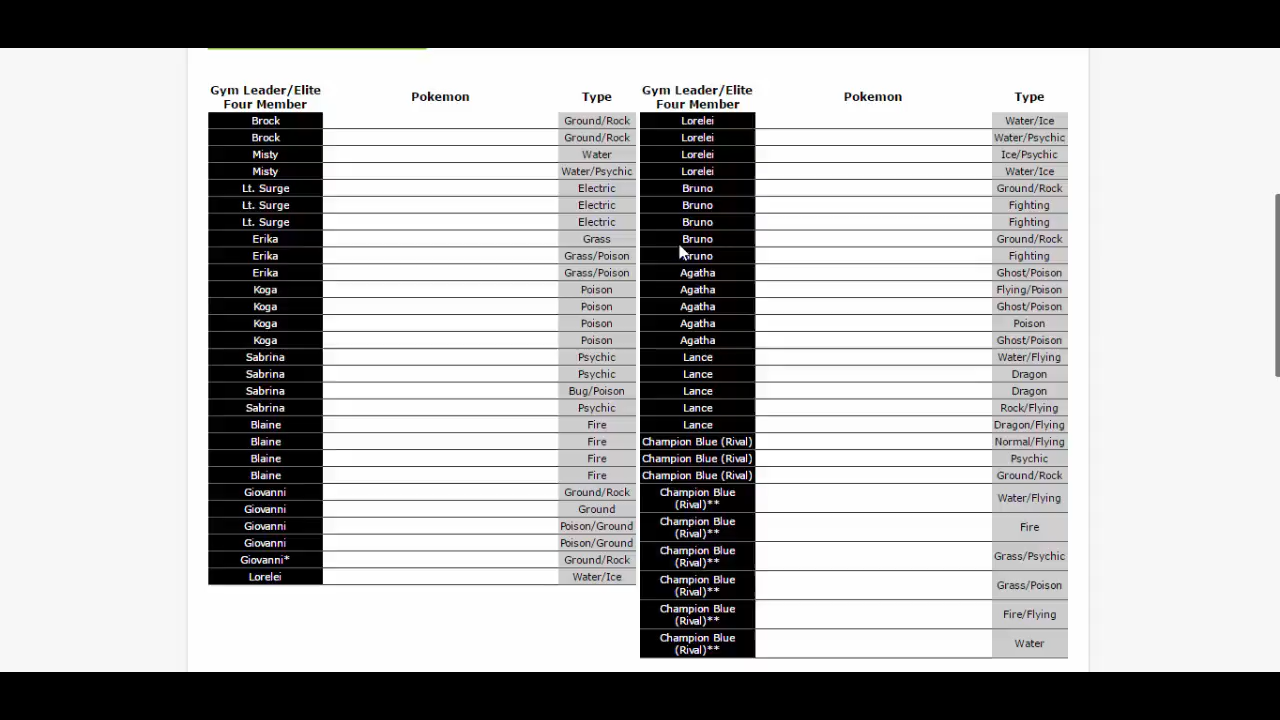 Gym Leader/Elite Four Member Pokemon Type
Brock Ground/Rock
Brock Ground/Rock
Misty Water
Misty Water/Psychic
Lt. Surge Electric
Lt. Surge Electric
Lt. Surge Electric
Erika Grass
Erika Grass/Poison
Erika Grass/Poison
Koga Poison
Koga Poison
Koga Poison
Koga Poison
Sabrina Psychic
Sabrina Psychic
Sabrina Bug/Poison
Sabrina Psychic
Blaine Fire
Blaine Fire
Blaine Fire
Blaine Fire
Giovanni Ground/Rock
Giovanni Ground
Giovanni Poison/Ground
Giovanni Poison/Ground
Giovanni* Ground/Rock
Lorelei Water/Ice
Gym Leader/Elite Four Member Pokemon Type
Lorelei Water/Ice
Lorelei Water/Psychic
Lorelei Ice/Psychic
Lorelei Water/Ice
Bruno Ground/Rock
Bruno Fighting
Bruno Fighting
Bruno Ground/Rock
Bruno Fighting
Agatha Ghost/Poison
Agatha Flying/Poison
Agatha Ghost/Poison
Agatha Poison
Agatha Ghost/Poison
Lance Water/Flying
Lance Dragon
Lance Dragon
Lance Rock/Flying
Lance Dragon/Flying
Champion Blue (Rival) Normal/Flying
Champion Blue (Rival) Psychic
Champion Blue (Rival) Ground/Rock
Champion Blue (Rival)** Water/Flying
Champion Blue (Rival)** Fire
Champion Blue (Rival)** Grass/Psychic
Champion Blue (Rival)** Grass/Poison
Champion Blue (Rival)** Fire/Flying
Champion Blue (Rival)** Water